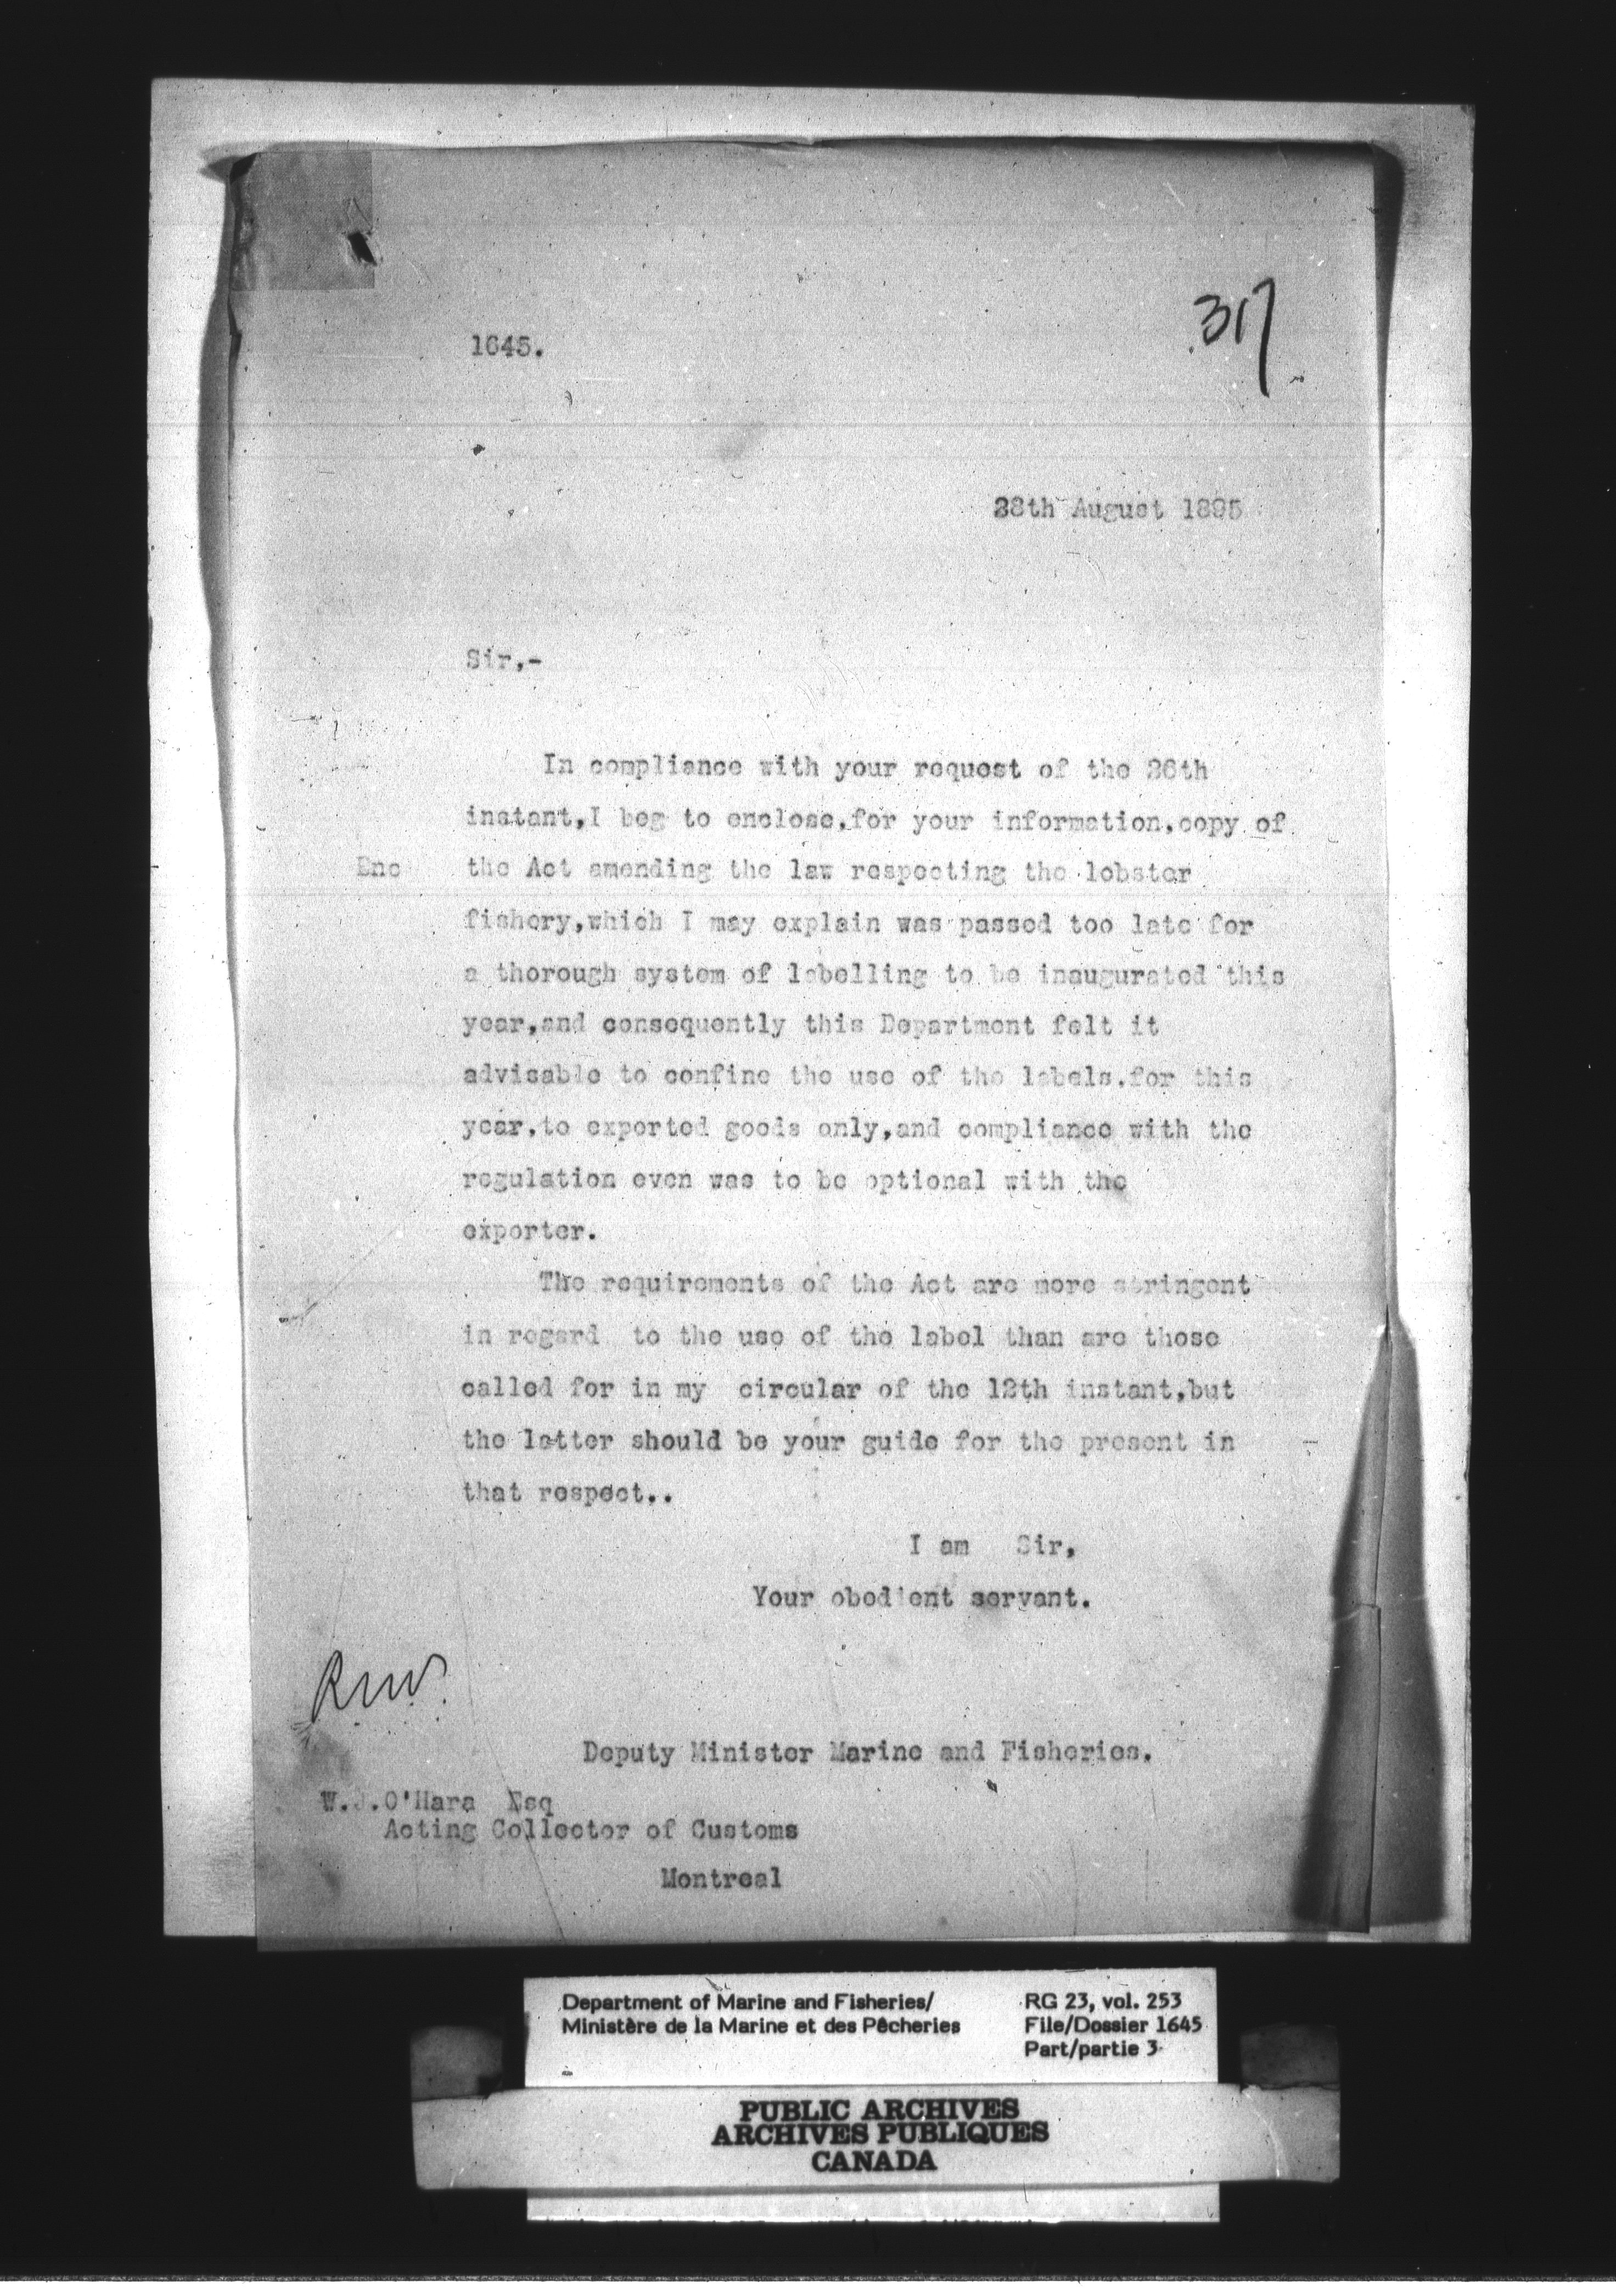 317
1645.
28th August 1895
Sir,-
In compliance with your request of the 26th
instant,I beg to enclose,for your information,copy of
Enc the Act amending the law respecting the lobster
fishery,which I may explain was passed too late for
a thorough system of labelling to be inaugurated this
year,and consequently this Department felt it
advisable to confine the use of the labels,for this
year,to exported goods only,and compliance with the
regulation even was to be optional with the
exporter.
The requirements of the Act are more stringent
in regard to the use of the label than are those
called for in my circular of the 12th instant,but
the latter should be your guide for the present in
that respect..
I am Sir,
Your obedient servant.
Deputy Minister Marine and Fisheries.
W.J.O'Hara Esq
Acting Collector of Customs
Montreal
Department of Marine and Fisheries/
Ministère de la Marine et des Pêcheries
RG 23, vol. 253
File/Dossier 1645
Part/partie 3
PUBLIC ARCHIVES
ARCHIVES PUBLIQUES
CANADA